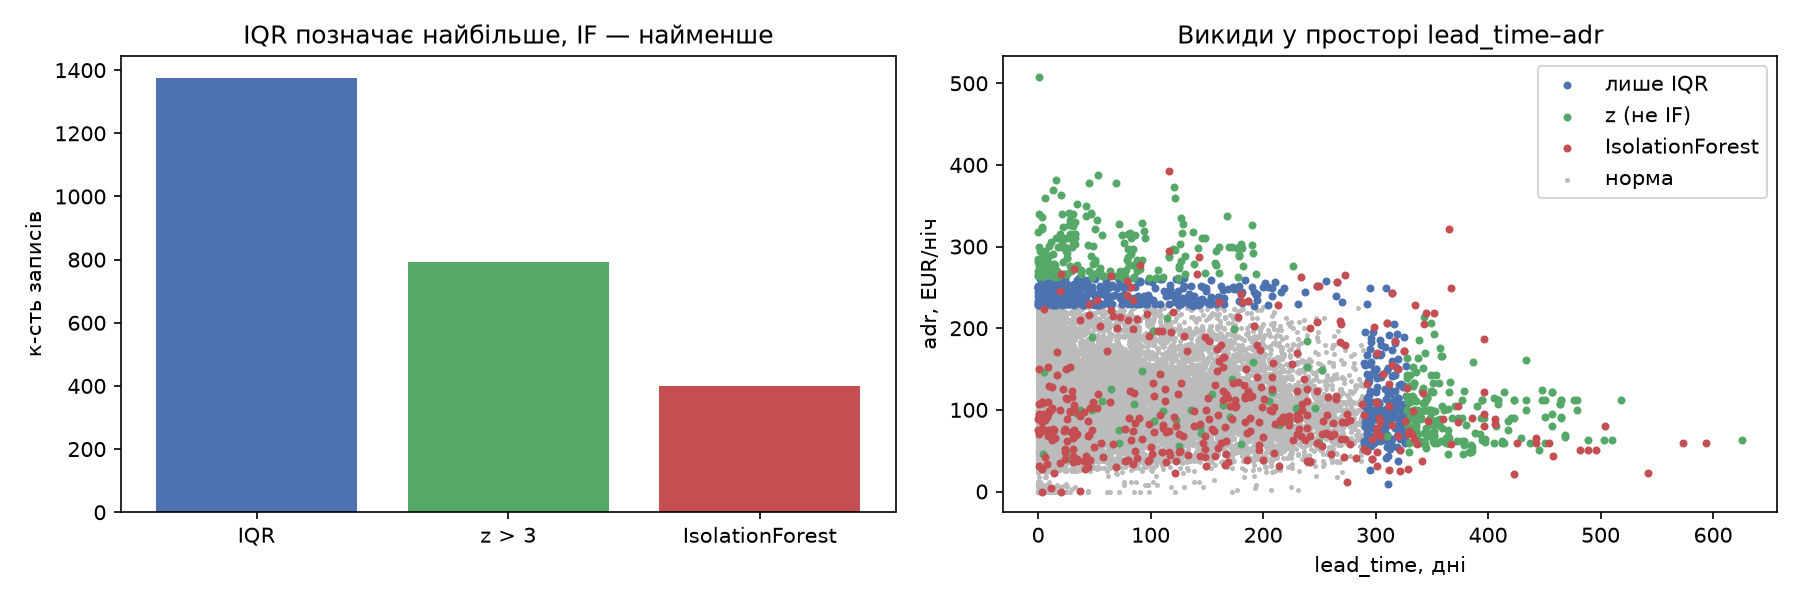 IQR позначає найбільше, IF — найменше
к-сть записів
1400
1200
1000
800
600
400
200
0
IQR
z > 3
IsolationForest
Викиди у просторі lead_time–adr
adr, EUR/ніч
500
400
300
200
100
0
лише IQR
z (не IF)
IsolationForest
норма
0
100
200
300
400
500
600
lead_time, дні